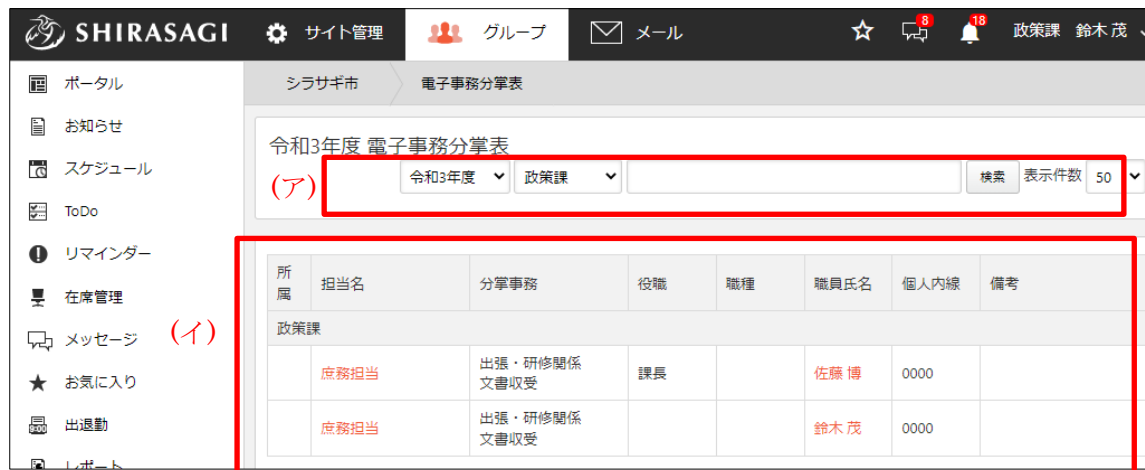 SHIRASAGI サイト管理 グループ メール 8 18 政策課 鈴木 茂
ポータル
お知らせ
スケジュール
ToDo
リマインダー
在席管理
メッセージ
お気に入り
出退勤
レポート
シラサギ市 電子事務分掌表
令和3年度 電子事務分掌表
(ア) 令和3年度 政策課 検索 表示件数 50
(イ)
所属 担当名 分掌事務 役職 職種 職員氏名 個人内線 備考
政策課
庶務担当 出張・研修関係 課長 佐藤 博 0000
文書収受
庶務担当 出張・研修関係 鈴木 茂 0000
文書収受